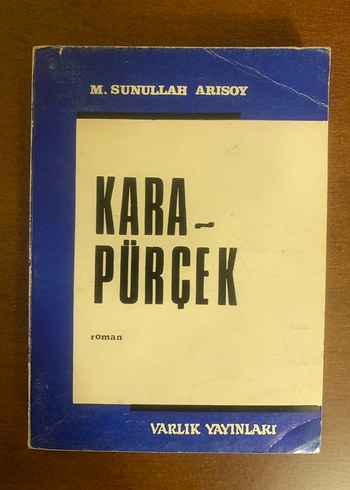 M. SUNULLAH ARISOY
KARA-
PÜRÇEK
roman
VARLIK YAYINLARI